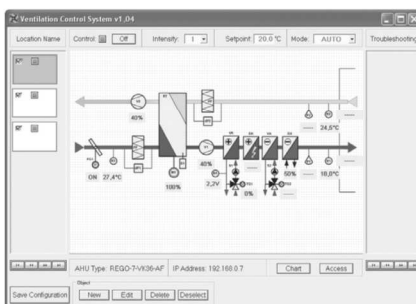 Ventilation Control System v1,04
Location Name Control: Off Intensity: 1 Setpoint: 20,0 °C Mode: AUTO Troubleshooting
40% 24,5°C
40%
ON 27,4°C 100% 2,2V 0% 50% 18,0°C
AHU Type: REGO-7-VK36-AF IP Address: 192.168.0.7 Chart Access
Object
Save Configuration New Edit Delete Deselect